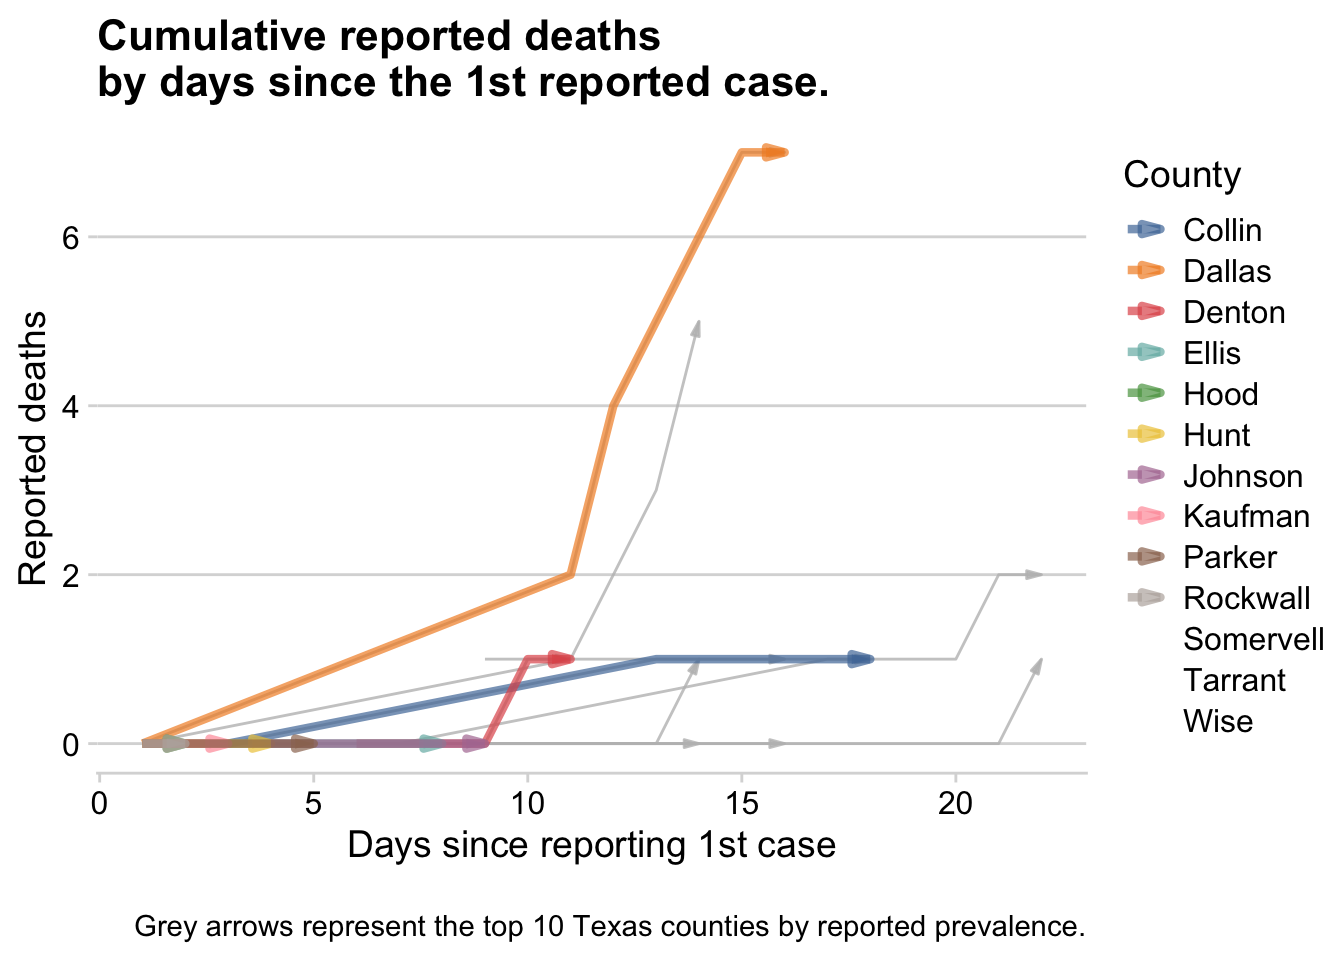 Cumulative reported deaths
by days since the 1st reported case.
Reported deaths
6
4
2
0
0 5 10 15 20
Days since reporting 1st case
County
Collin
Dallas
Denton
Ellis
Hood
Hunt
Johnson
Kaufman
Parker
Rockwall
Somervell
Tarrant
Wise
Grey arrows represent the top 10 Texas counties by reported prevalence.